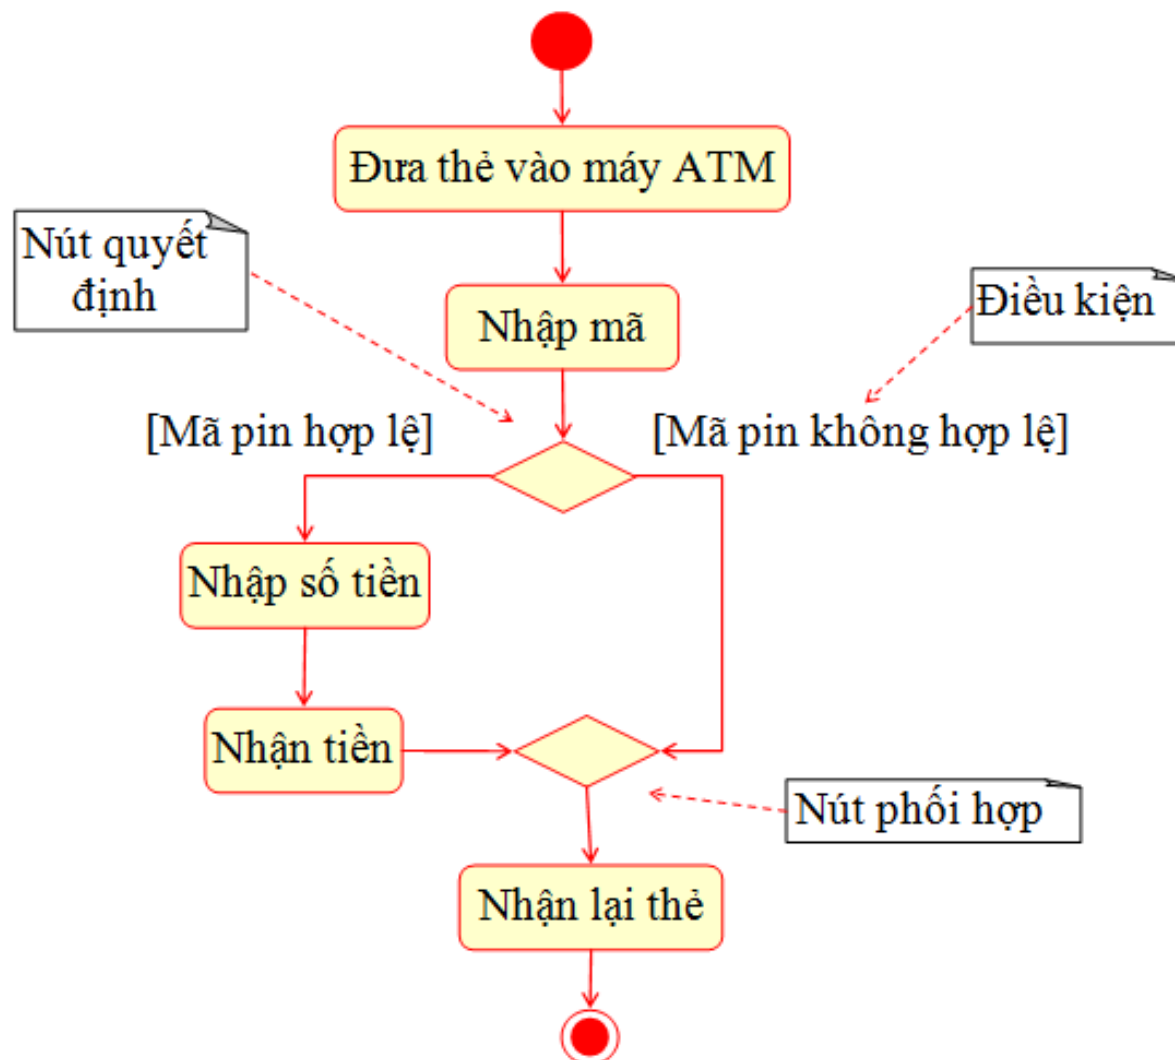 Đưa thẻ vào máy ATM
Nút quyết
định
Nhập mã
Điều kiện
[Mã pin hợp lệ]
[Mã pin không hợp lệ]
Nhập số tiền
Nhận tiền
Nút phối hợp
Nhận lại thẻ